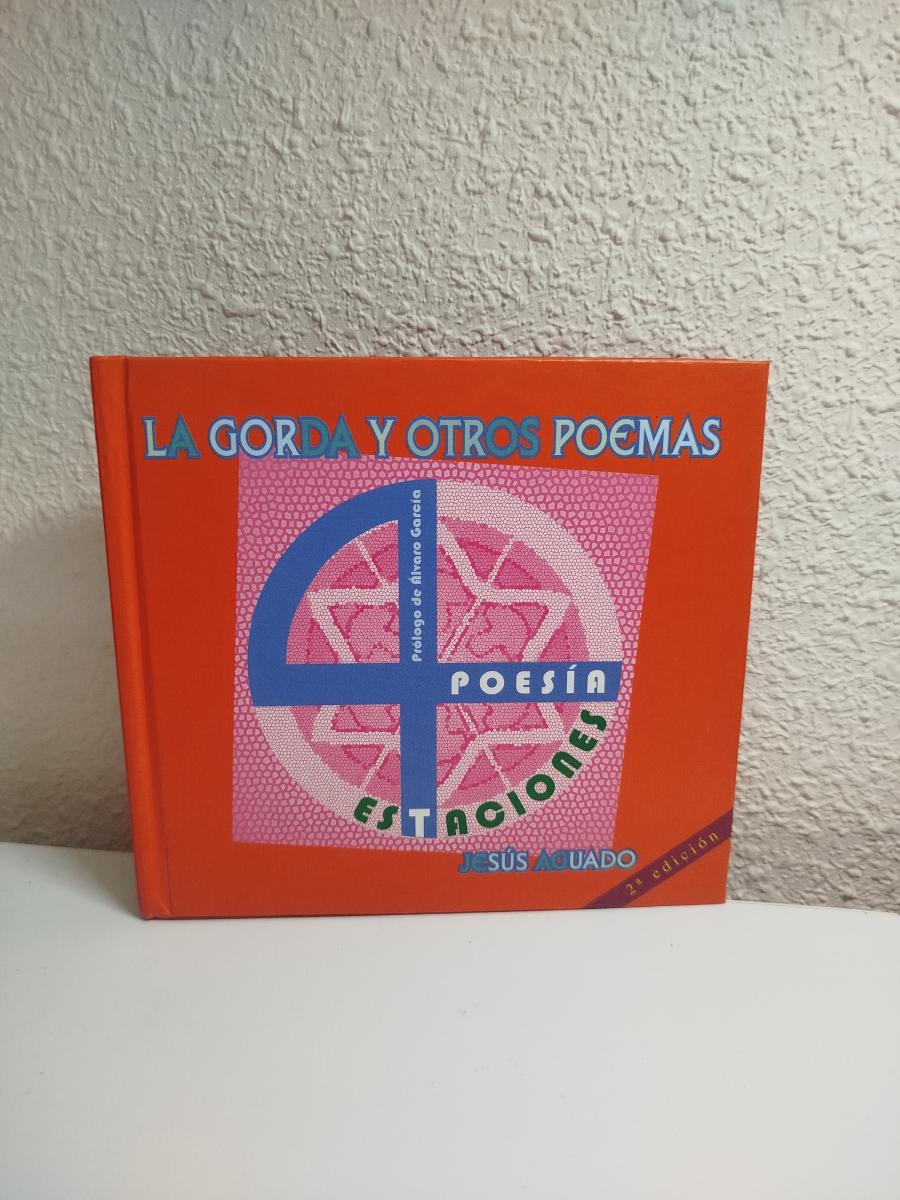 LA GORDA Y OTROS POEMAS
4
Prólogo de Álvaro García
POESÍA
ESTACIONES
JESÚS AGUADO
2ª edición